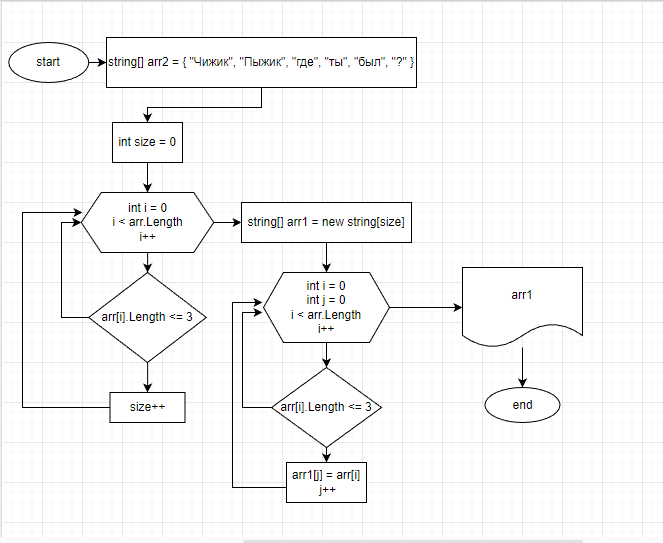 start
string[] arr2 = { "Чижик", "Пыжик", "где", "ты", "был", "?" }
int size = 0
int i = 0
i < arr.Length
i++
string[] arr1 = new string[size]
arr[i].Length <= 3
size++
int i = 0
int j = 0
i < arr.Length
i++
arr[i].Length <= 3
arr1[j] = arr[i]
j++
arr1
end